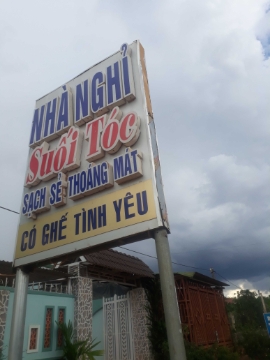 NHÀ NGHỈ
Suối Tóc
SẠCH SẼ THOÁNG MÁT
CÓ GHẾ TÌNH YÊU